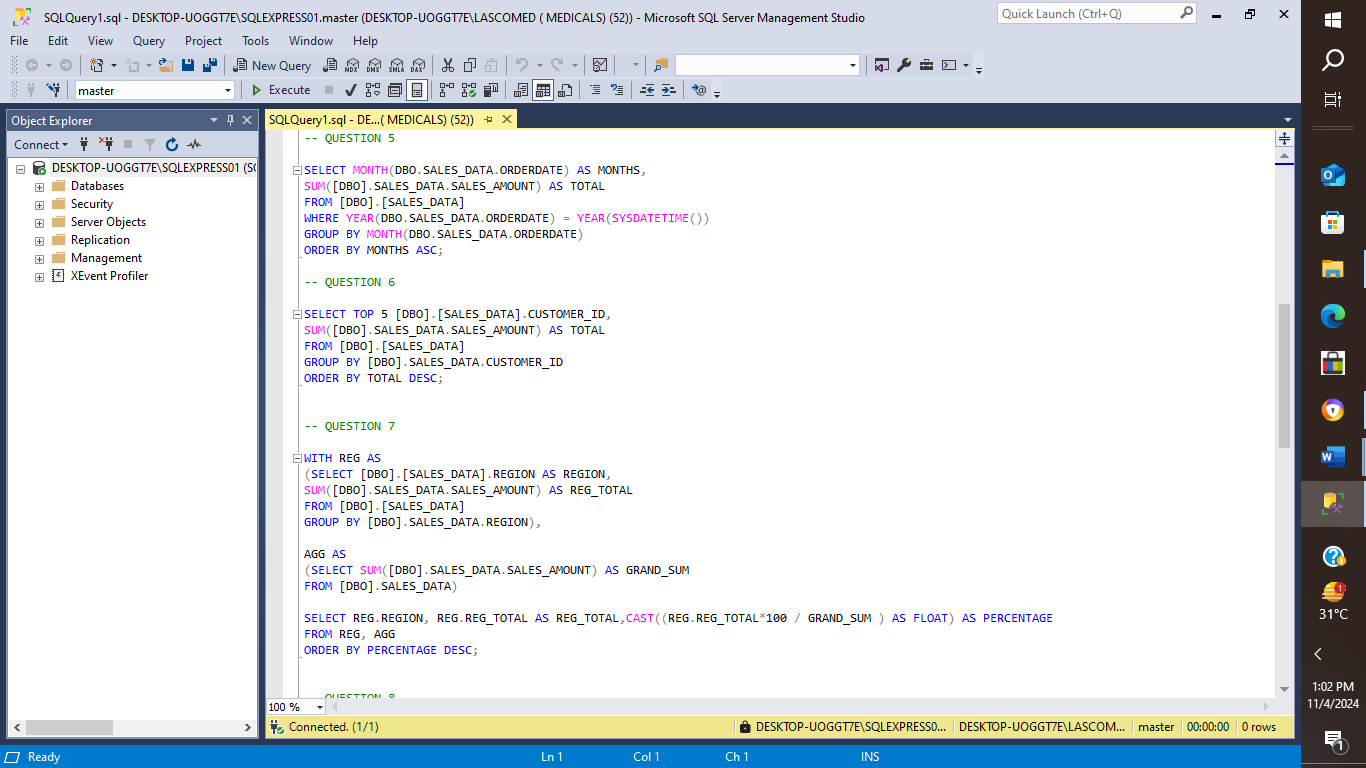 SQLQuery1.sql - DESKTOP-UOGGT7E\SQLEXPRESS01.master (DESKTOP-UOGGT7E\LASCOMED ( MEDICALS) (52)) - Microsoft SQL Server Management Studio
Quick Launch (Ctrl+Q)
File Edit View Query Project Tools Window Help
New Query MDX DMX XMLA DAX
master Execute
Object Explorer
Connect
DESKTOP-UOGGT7E\SQLEXPRESS01 (SQ
Databases
Security
Server Objects
Replication
Management
XEvent Profiler
SQLQuery1.sql - DE...( MEDICALS) (52))
-- QUESTION 5
SELECT MONTH(DBO.SALES_DATA.ORDERDATE) AS MONTHS,
SUM([DBO].SALES_DATA.SALES_AMOUNT) AS TOTAL
FROM [DBO].[SALES_DATA]
WHERE YEAR(DBO.SALES_DATA.ORDERDATE) = YEAR(SYSDATETIME())
GROUP BY MONTH(DBO.SALES_DATA.ORDERDATE)
ORDER BY MONTHS ASC;
-- QUESTION 6
SELECT TOP 5 [DBO].[SALES_DATA].CUSTOMER_ID,
SUM([DBO].SALES_DATA.SALES_AMOUNT) AS TOTAL
FROM [DBO].[SALES_DATA]
GROUP BY [DBO].SALES_DATA.CUSTOMER_ID
ORDER BY TOTAL DESC;
-- QUESTION 7
WITH REG AS
(SELECT [DBO].[SALES_DATA].REGION AS REGION,
SUM([DBO].SALES_DATA.SALES_AMOUNT) AS REG_TOTAL
FROM [DBO].[SALES_DATA]
GROUP BY [DBO].SALES_DATA.REGION),
AGG AS
(SELECT SUM([DBO].SALES_DATA.SALES_AMOUNT) AS GRAND_SUM
FROM [DBO].SALES_DATA)
SELECT REG.REGION, REG.REG_TOTAL AS REG_TOTAL,CAST((REG.REG_TOTAL*100 / GRAND_SUM ) AS FLOAT) AS PERCENTAGE
FROM REG, AGG
ORDER BY PERCENTAGE DESC;
QUESTION 8
100 %
Connected. (1/1) DESKTOP-UOGGT7E\SQLEXPRESS0... DESKTOP-UOGGT7E\LASCOM... master 00:00:00 0 rows
Ready Ln 1 Col 1 Ch 1 INS
1
31°C
1:02 PM
11/4/2024
1